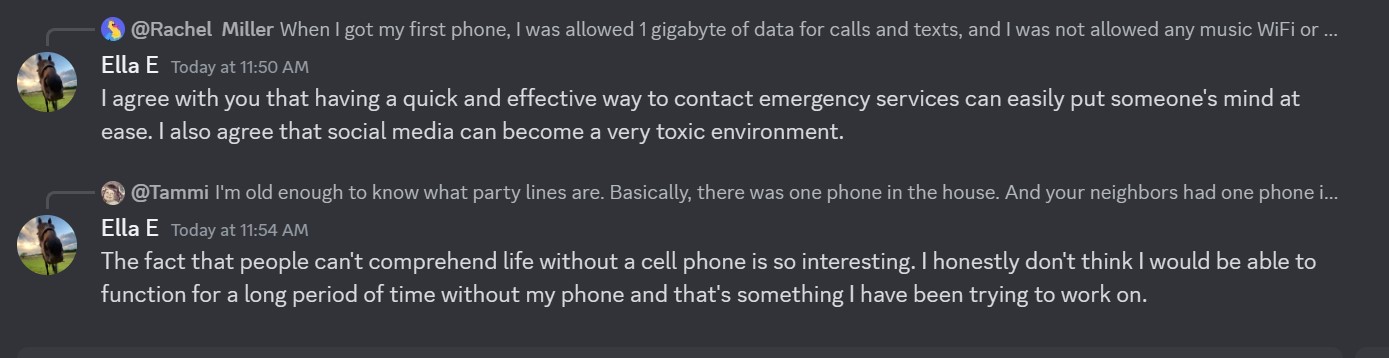 @Rachel Miller When I got my first phone, I was allowed 1 gigabyte of data for calls and texts, and I was not allowed any music WiFi or ...
Ella E Today at 11:50 AM
I agree with you that having a quick and effective way to contact emergency services can easily put someone's mind at
ease. I also agree that social media can become a very toxic environment.
@Tammi I'm old enough to know what party lines are. Basically, there was one phone in the house. And your neighbors had one phone i...
Ella E Today at 11:54 AM
The fact that people can't comprehend life without a cell phone is so interesting. I honestly don't think I would be able to
function for a long period of time without my phone and that's something I have been trying to work on.